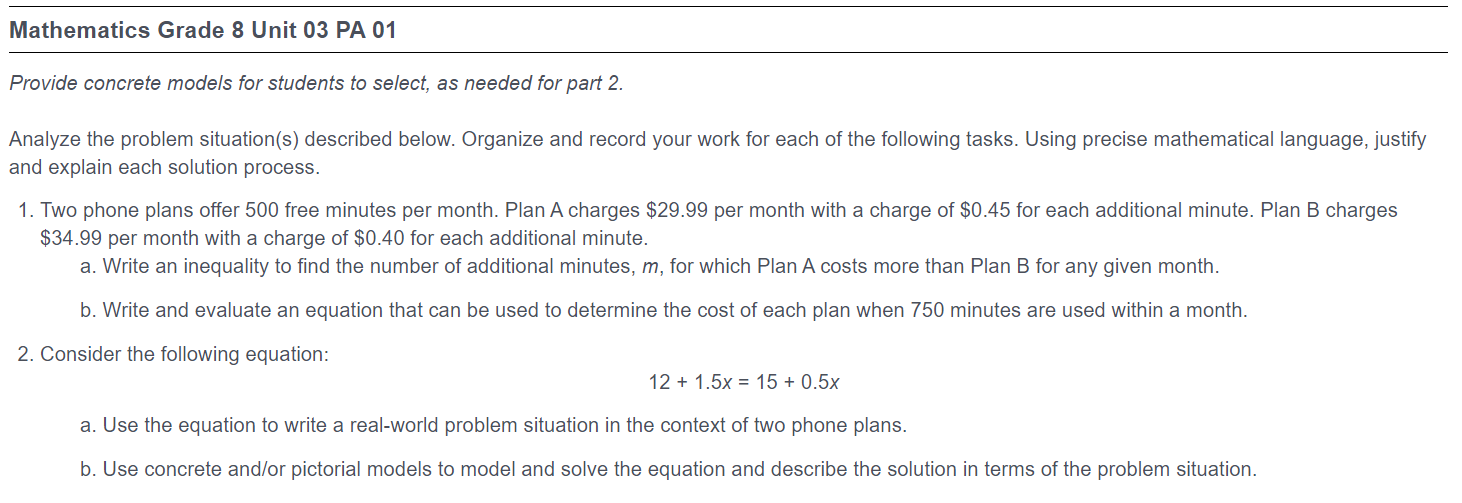 Mathematics Grade 8 Unit 03 PA 01
Provide concrete models for students to select, as needed for part 2.
Analyze the problem situation(s) described below. Organize and record your work for each of the following tasks. Using precise mathematical language, justify
and explain each solution process.
1. Two phone plans offer 500 free minutes per month. Plan A charges $29.99 per month with a charge of $0.45 for each additional minute. Plan B charges
$34.99 per month with a charge of $0.40 for each additional minute.
a. Write an inequality to find the number of additional minutes, m, for which Plan A costs more than Plan B for any given month.
b. Write and evaluate an equation that can be used to determine the cost of each plan when 750 minutes are used within a month.
2. Consider the following equation:
12 + 1.5x = 15 + 0.5x
a. Use the equation to write a real-world problem situation in the context of two phone plans.
b. Use concrete and/or pictorial models to model and solve the equation and describe the solution in terms of the problem situation.